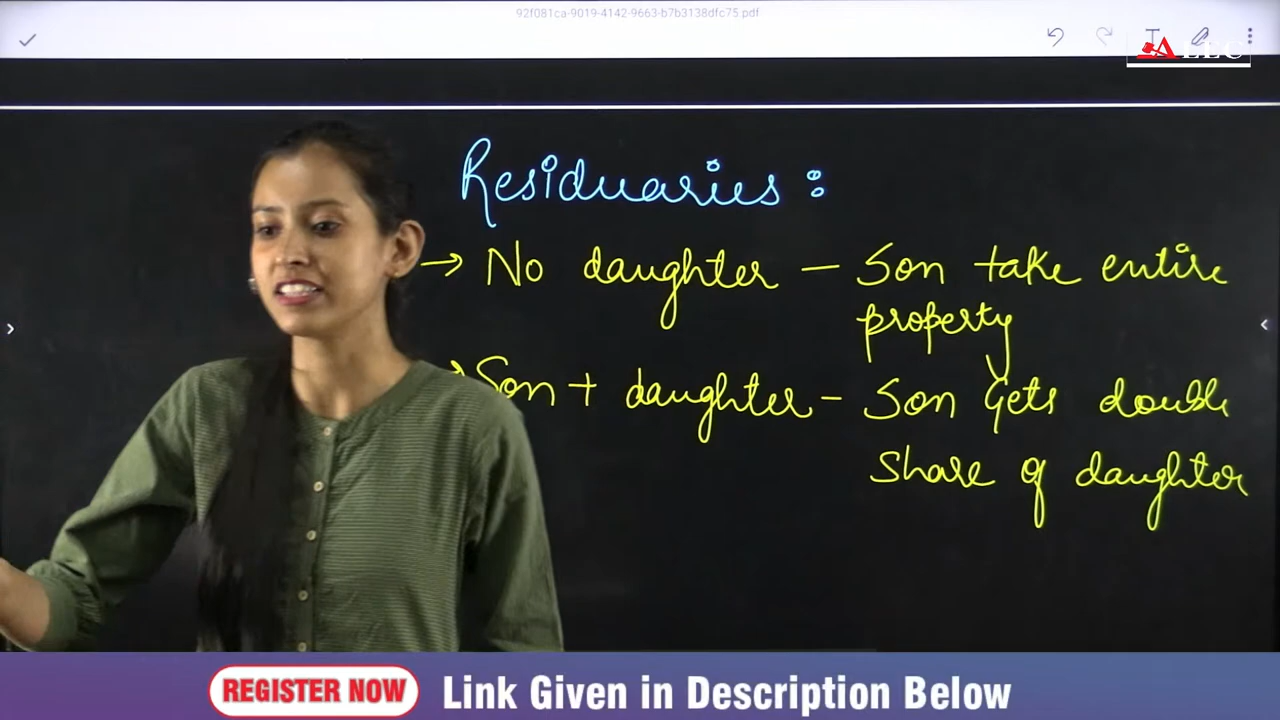 92f081ca-9019-4142-9663-b7b3138dfc75.pdf
Residuaries :
→ No daughter — Son take entire
property
→ Son + daughter – Son gets double
Share of daughter
REGISTER NOW Link Given in Description Below